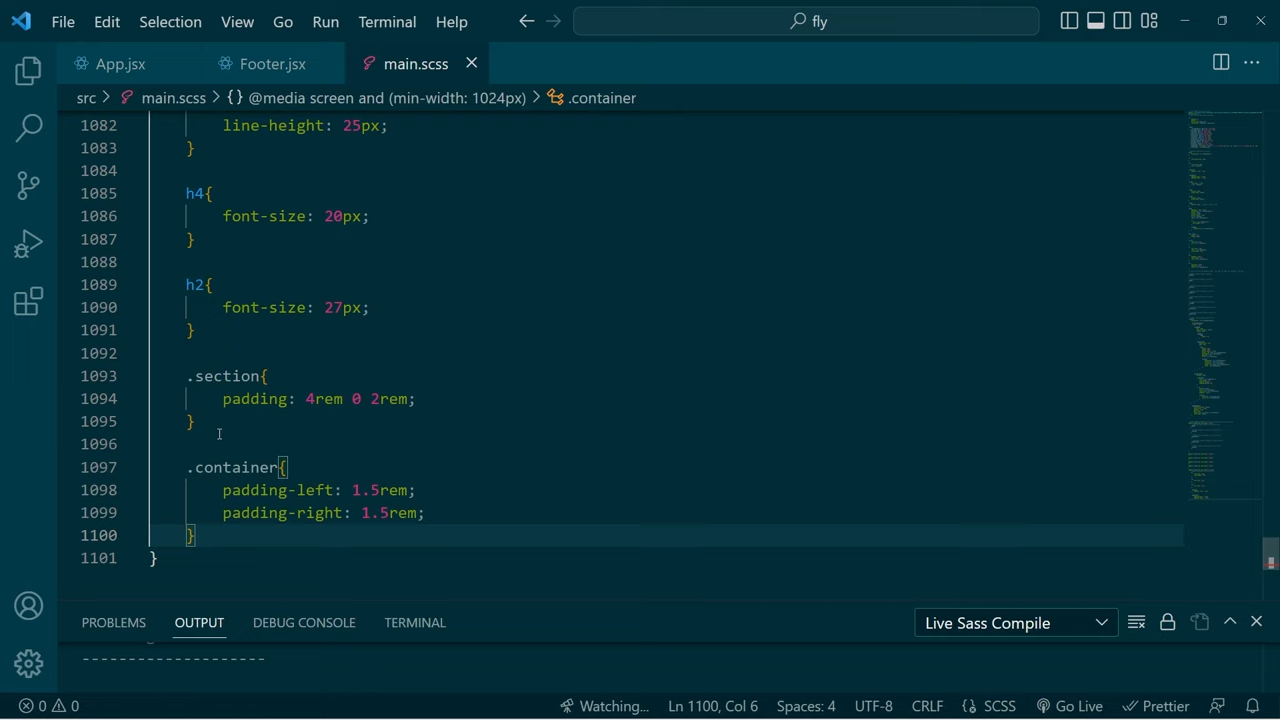 File Edit Selection View Go Run Terminal Help
fly
App.jsx Footer.jsx main.scss
src main.scss {} @media screen and (min-width: 1024px) .container
1082 line-height: 25px;
1083 }
1084
1085 h4{
1086 font-size: 20px;
1087 }
1088
1089 h2{
1090 font-size: 27px;
1091 }
1092
1093 .section{
1094 padding: 4rem 0 2rem;
1095 }
1096
1097 .container{
1098 padding-left: 1.5rem;
1099 padding-right: 1.5rem;
1100 }
1101 }
PROBLEMS OUTPUT DEBUG CONSOLE TERMINAL Live Sass Compile
--------------------
0 0 Watching... Ln 1100, Col 6 Spaces: 4 UTF-8 CRLF SCSS Go Live Prettier